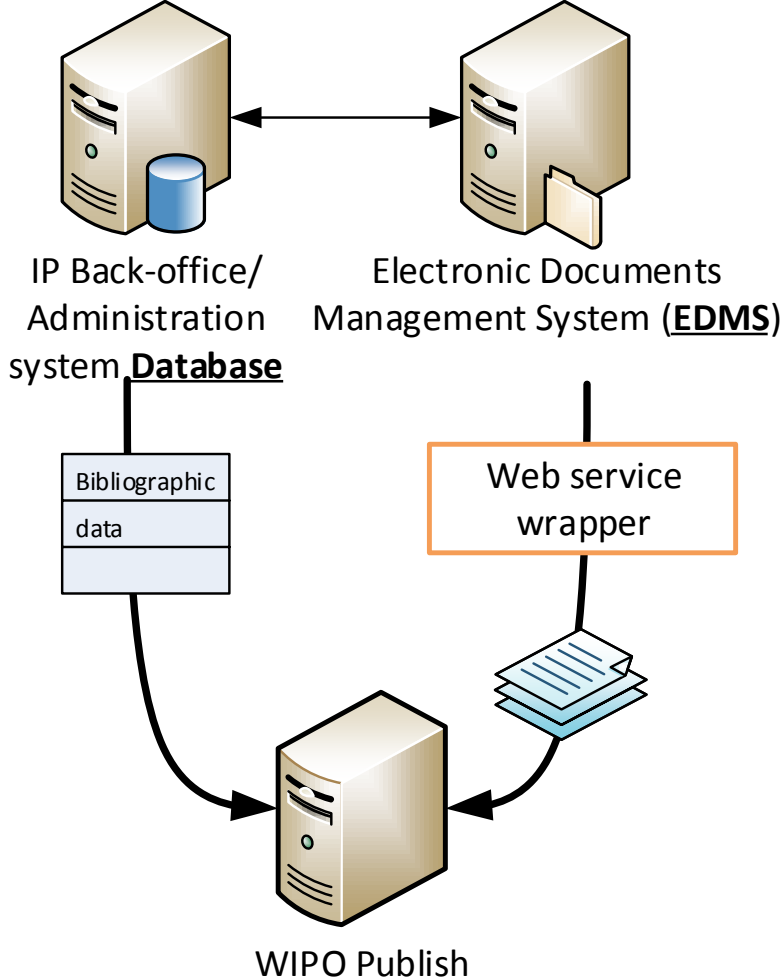 IP Back-office/
Administration
system Database
Electronic Documents
Management System (EDMS)
Bibliographic
data
Web service
wrapper
WIPO Publish